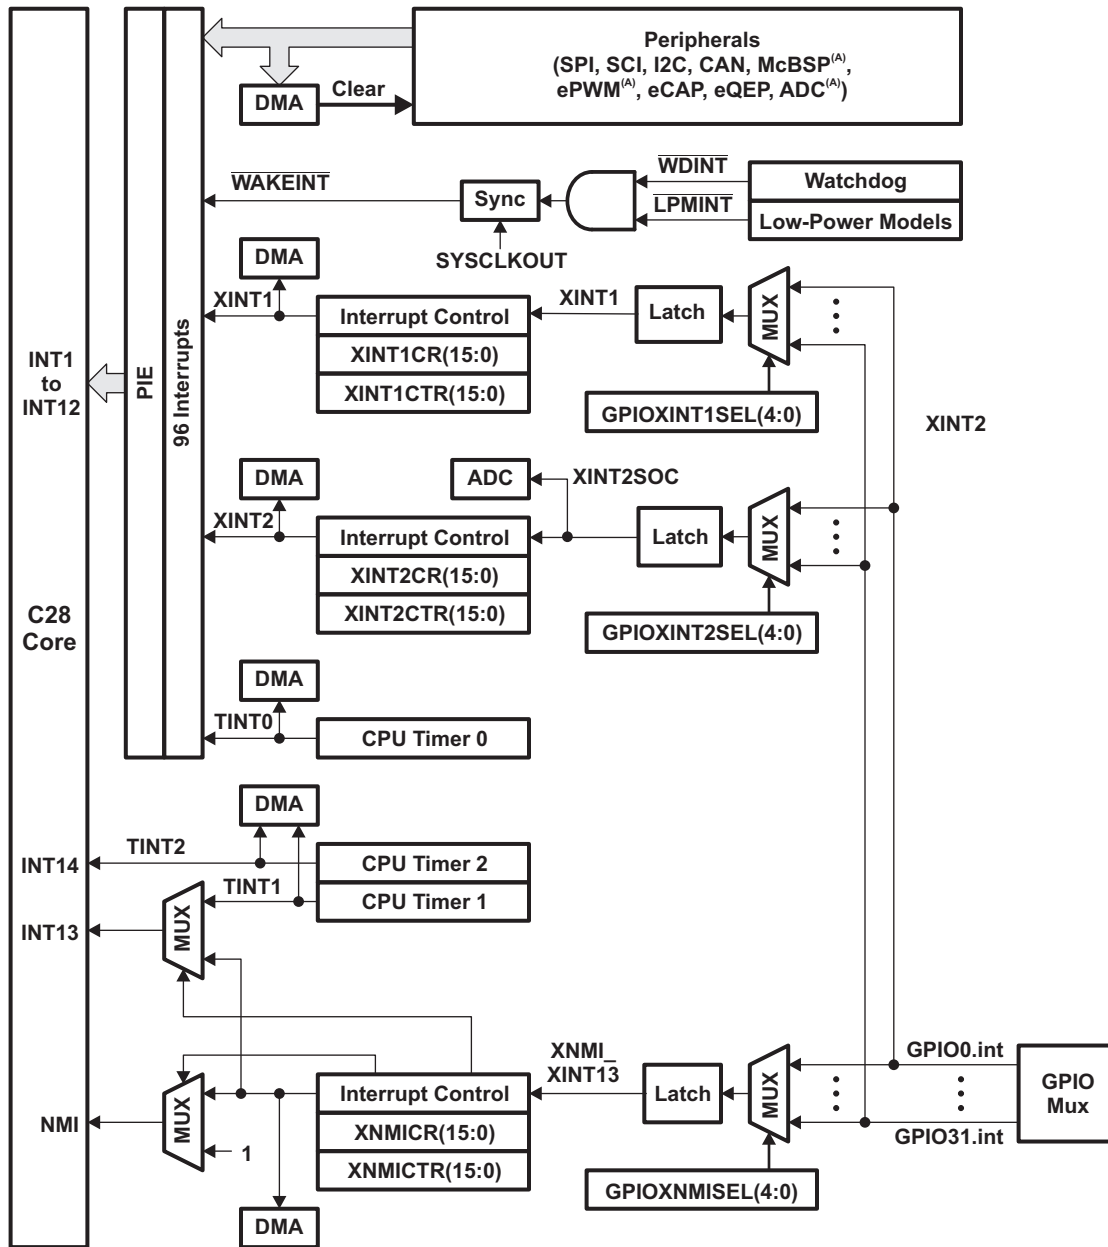 Peripherals
(SPI, SCI, I2C, CAN, McBSP(A),
ePWM(A), eCAP, eQEP, ADC(A))
DMA
Clear
WAKEINT
Sync
SYSCLKOUT
WDINT
LPMINT
Watchdog
Low-Power Models
DMA
XINT1
Interrupt Control
XINT1CR(15:0)
XINT1CTR(15:0)
XINT1
Latch
MUX
GPIOXINT1SEL(4:0)
INT1
to
INT12
PIE
96 Interrupts
XINT2
DMA
XINT2
ADC
XINT2SOC
Interrupt Control
XINT2CR(15:0)
XINT2CTR(15:0)
Latch
MUX
GPIOXINT2SEL(4:0)
C28
Core
DMA
TINT0
CPU Timer 0
DMA
INT14
TINT2
CPU Timer 2
TINT1
CPU Timer 1
INT13
MUX
XNMI_
XINT13
Interrupt Control
XNMICR(15:0)
XNMICTR(15:0)
Latch
MUX
GPIO0.int
GPIO31.int
GPIO
Mux
NMI
MUX
1
GPIOXNMISEL(4:0)
DMA